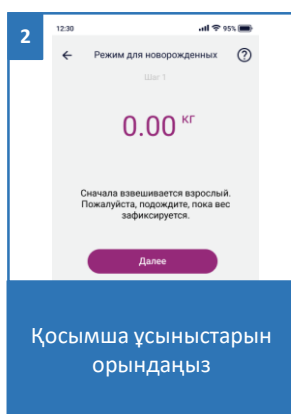 2
12:30
95%
Режим для новорожденных
Шаг 1
0.00 кг
Сначала взвешивается взрослый.
Пожалуйста, подождите, пока вес
зафиксируется.
Далее
Қосымша ұсыныстарын
орындаңыз